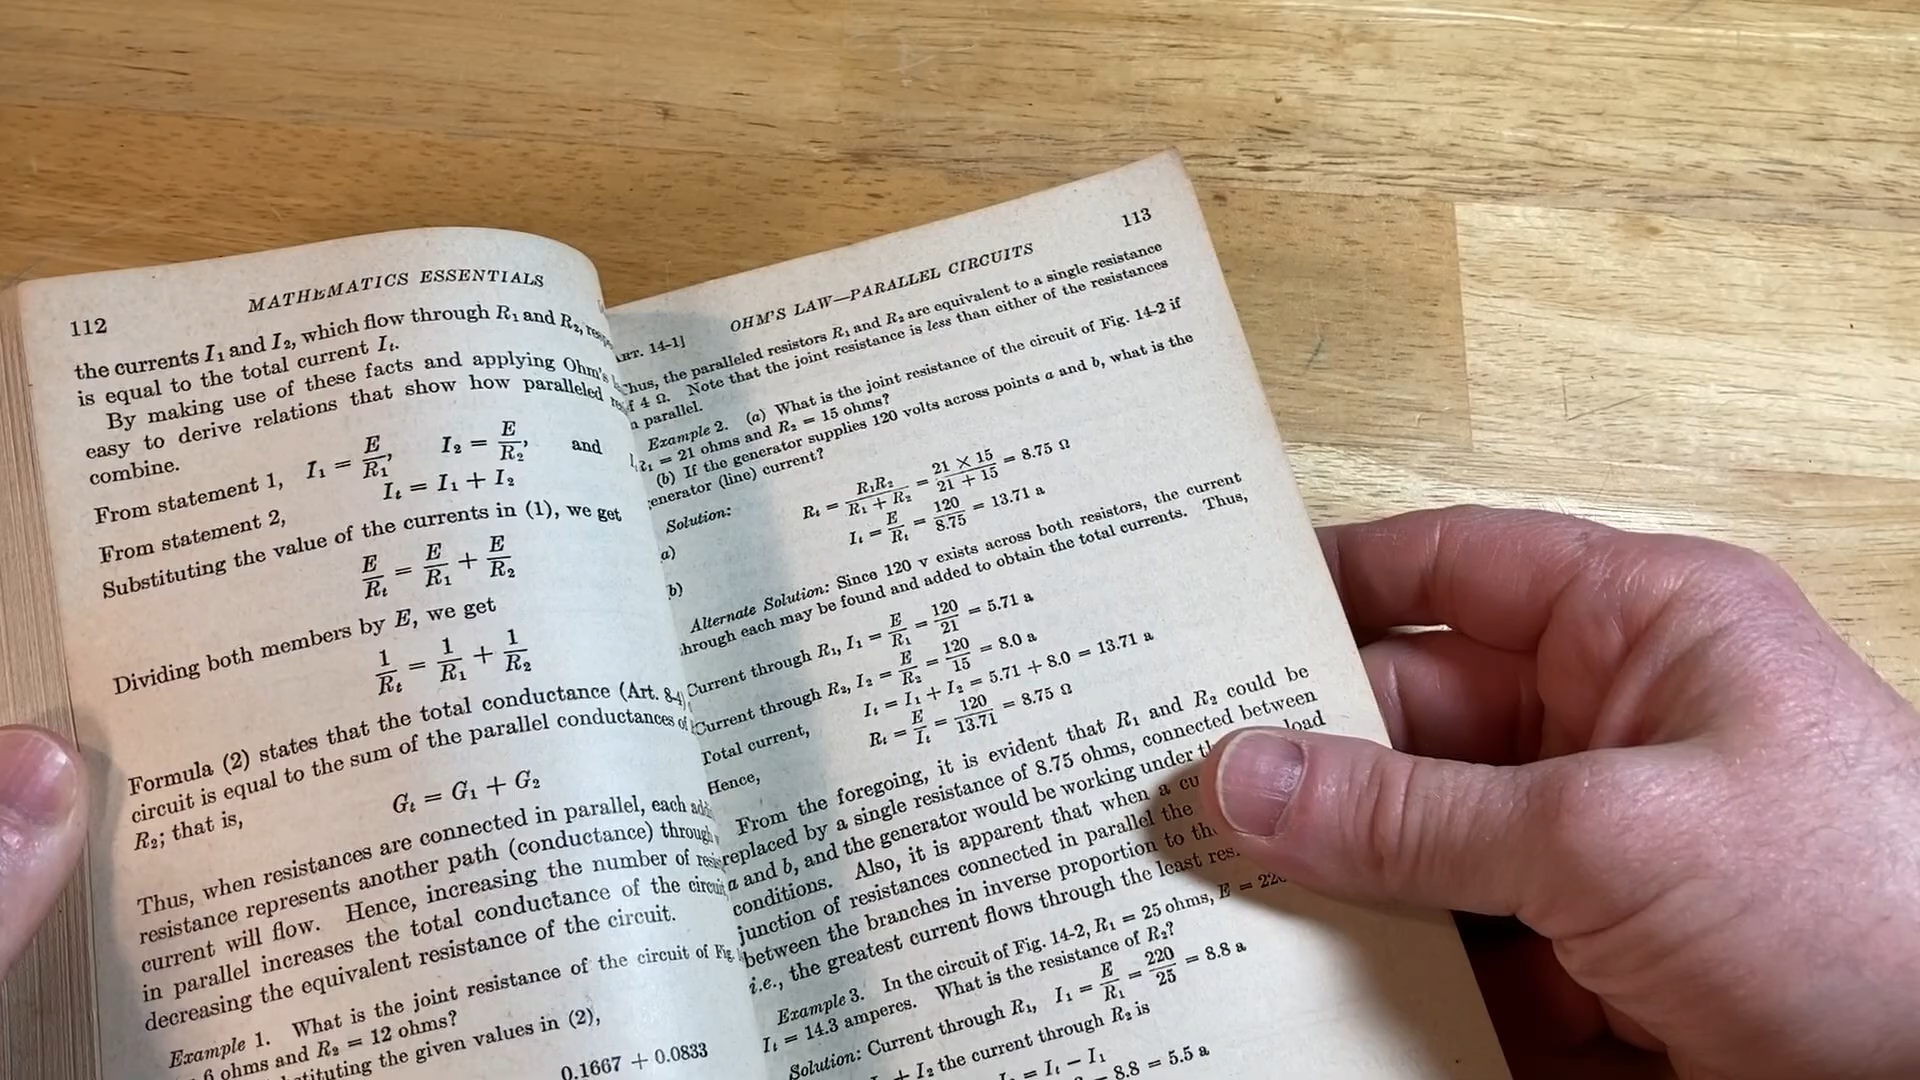 112
MATHEMATICS ESSENTIALS
the currents I₁ and I₂, which flow through R₁ and R₂,
is equal to the total current Iₜ.
By making use of these facts and applying Ohm's
easy to derive relations that show how paralleled
combine.
From statement 1, I₁ = E/R₁, I₂ = E/R₂, and
From statement 2, Iₜ = I₁ + I₂
Substituting the value of the currents in (1), we get
E/Rₜ = E/R₁ + E/R₂
Dividing both members by E, we get
1/Rₜ = 1/R₁ + 1/R₂
Formula (2) states that the total conductance (Art. 8-4)
circuit is equal to the sum of the parallel conductances of
R₂; that is,
Gₜ = G₁ + G₂
Thus, when resistances are connected in parallel, each
resistance represents another path (conductance) through
current will flow. Hence, increasing the number of
in parallel increases the total conductance of the circuit,
decreasing the equivalent resistance of the circuit.
Example 1. What is the joint resistance of the circuit of Fig.
6 ohms and R₂ = 12 ohms?
the given values in (2),
0.1667 + 0.0833
113
OHM'S LAW—PARALLEL CIRCUITS
ART. 14-1]
Thus, the paralleled resistors R₁ and R₂ are equivalent to a single resistance
of 4 Ω. Note that the joint resistance is less than either of the resistances
parallel.
Example 2. (a) What is the joint resistance of the circuit of Fig. 14-2 if
R₁ = 21 ohms and R₂ = 15 ohms?
(b) If the generator supplies 120 volts across points a and b, what is the
generator (line) current?
Solution:
a) Rₜ = R₁R₂/(R₁ + R₂) = (21 × 15)/(21 + 15) = 8.75 Ω
b) Iₜ = E/Rₜ = 120/8.75 = 13.71 a
Alternate Solution: Since 120 v exists across both resistors, the current
through each may be found and added to obtain the total currents. Thus,
Current through R₁, I₁ = E/R₁ = 120/21 = 5.71 a
Current through R₂, I₂ = E/R₂ = 120/15 = 8.0 a
Total current, Iₜ = I₁ + I₂ = 5.71 + 8.0 = 13.71 a
Hence, Rₜ = E/Iₜ = 120/13.71 = 8.75 Ω
From the foregoing, it is evident that R₁ and R₂ could be
replaced by a single resistance of 8.75 ohms, connected between
a and b, and the generator would be working under load
conditions. Also, it is apparent that when a
junction of resistances connected in parallel the
between the branches in inverse proportion to
i.e., the greatest current flows through the least
Example 3. In the circuit of Fig. 14-2, R₁ = 25 ohms, E =
Iₜ = 14.3 amperes. What is the resistance of R₂?
Solution: Current through R₁, I₁ = E/R₁ = 220/25 = 8.8 a
+ I₂ the current through R₂ is
= Iₜ − I₁
− 8.8 = 5.5 a